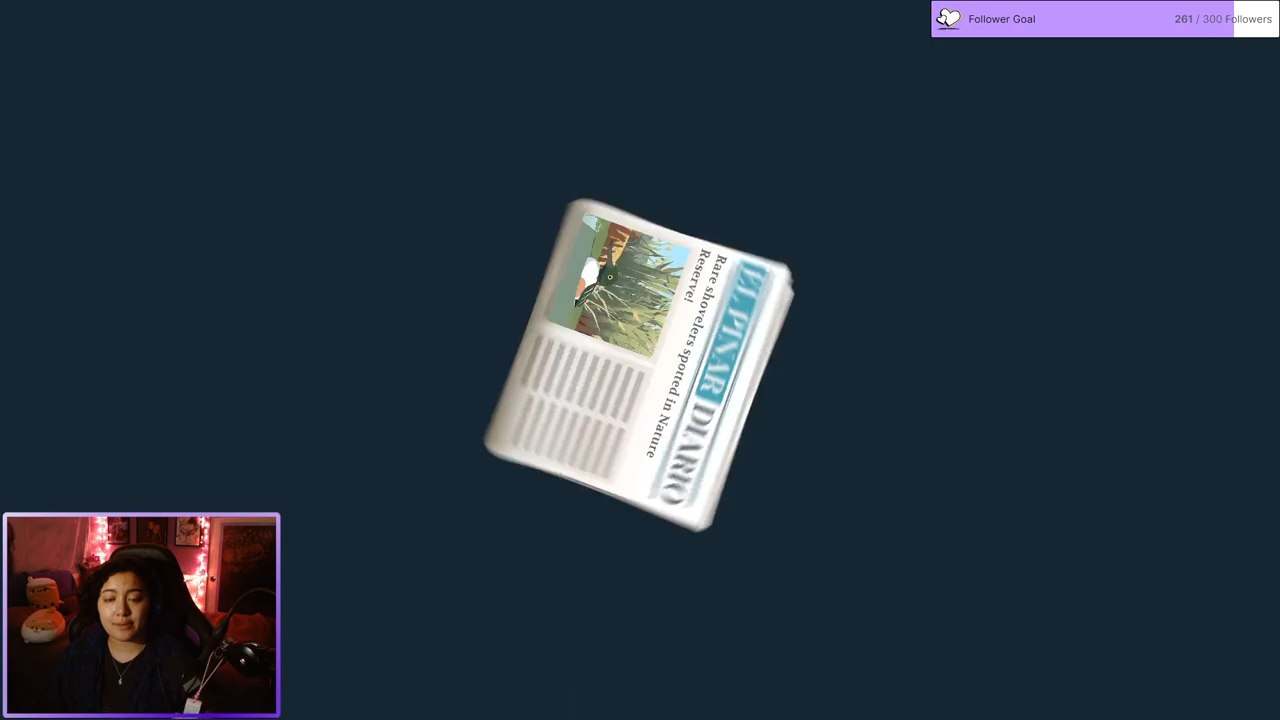 Follower Goal
261 / 300 Followers
EL PINAR DIARIO
Rare shovelers spotted in Nature
Reserve!